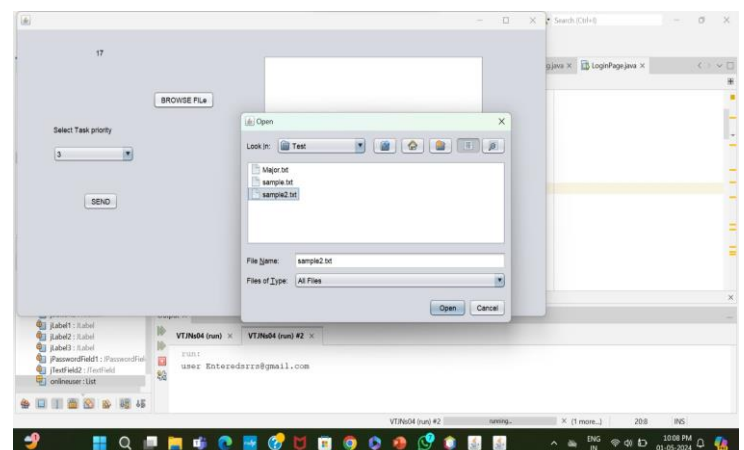 Search (Ctrl+I)
17
g.java × LoginPage.java ×
BROWSE FILe
Open
Select Task priority
Look in: Test
3
Major.txt
sample.txt
sample2.txt
SEND
File Name: sample2.txt
Files of Type: All Files
Open Cancel
jLabel1 : JLabel
jLabel2 : JLabel
jLabel3 : JLabel
jPasswordField1 : JPasswordFiel
jTextField2 : JTextField
onlineuser : List
VTJNs04 (run) × VTJNs04 (run) #2 ×
run:
user Enteredsrrs@gmail.com
VTJNs04 (run) #2 running... (1 more...) 20:8 INS
ENG
IN
10:08 PM
01-05-2024